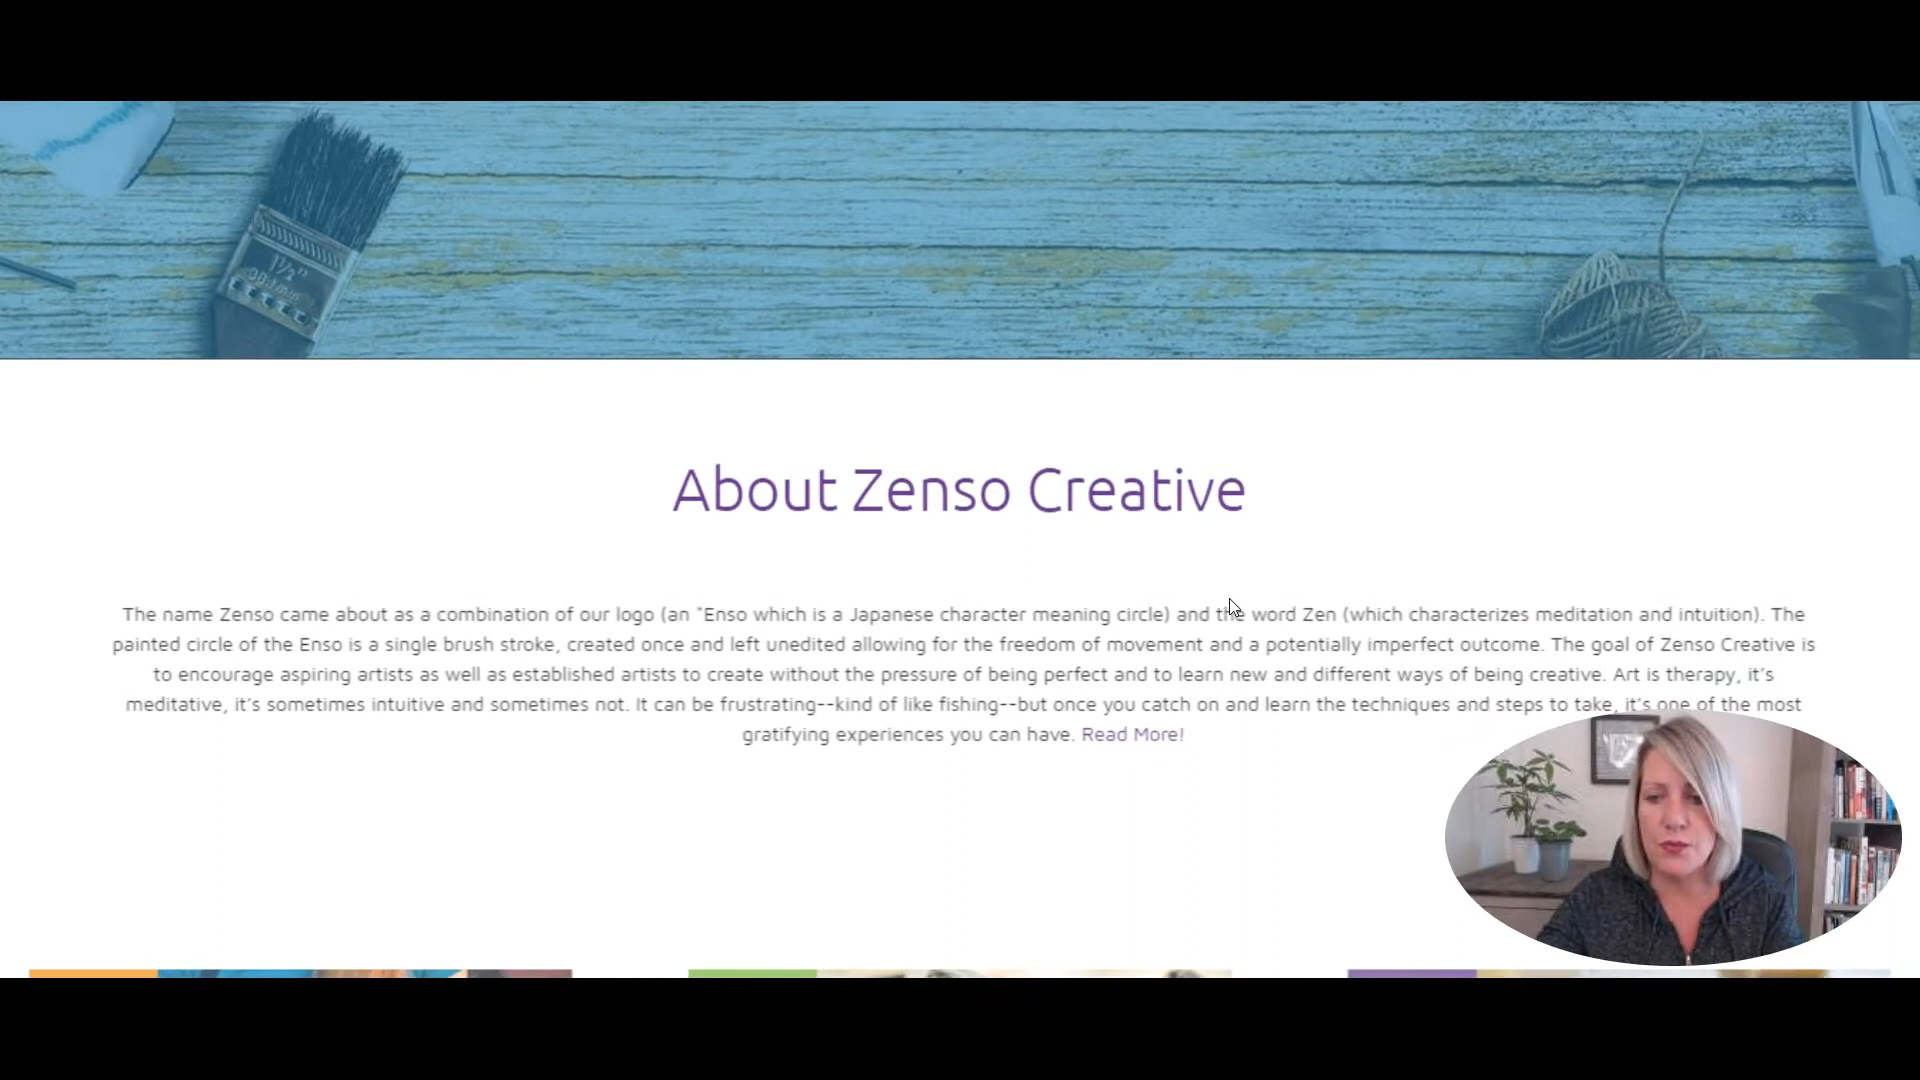 1½"
About Zenso Creative
The name Zenso came about as a combination of our logo (an "Enso which is a Japanese character meaning circle) and the word Zen (which characterizes meditation and intuition). The
painted circle of the Enso is a single brush stroke, created once and left unedited allowing for the freedom of movement and a potentially imperfect outcome. The goal of Zenso Creative is
to encourage aspiring artists as well as established artists to create without the pressure of being perfect and to learn new and different ways of being creative. Art is therapy, it's
meditative, it's sometimes intuitive and sometimes not. It can be frustrating--kind of like fishing--but once you catch on and learn the techniques and steps to take, it's one of the most
gratifying experiences you can have. Read More!